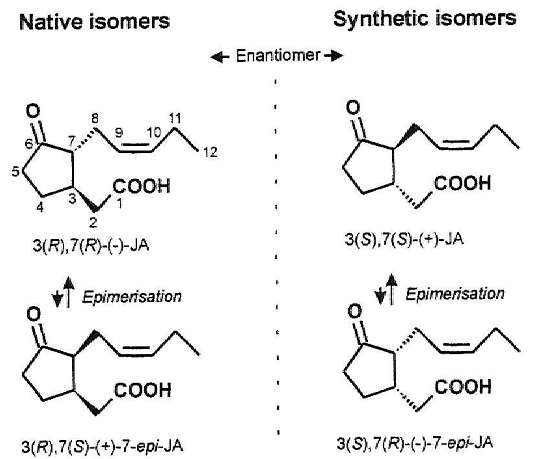 Native isomers
Synthetic isomers
Enantiomer
O
6
7
8
9
10
11
12
5
4
3
2
1
COOH
3(R),7(R)-(-)-JA
O
COOH
3(S),7(S)-(+)-JA
Epimerisation
Epimerisation
O
COOH
3(R),7(S)-(+)-7-epi-JA
O
COOH
3(S),7(R)-(-)-7-epi-JA